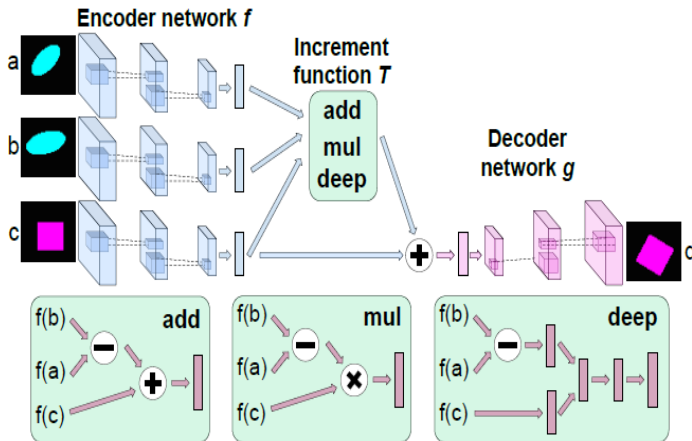 Encoder network f
Increment
function T
a
add
mul
deep
b
Decoder
network g
c
d
+
add
f(b)
f(a)
f(c)
−
+
mul
f(b)
f(a)
f(c)
−
×
deep
f(b)
f(a)
f(c)
−